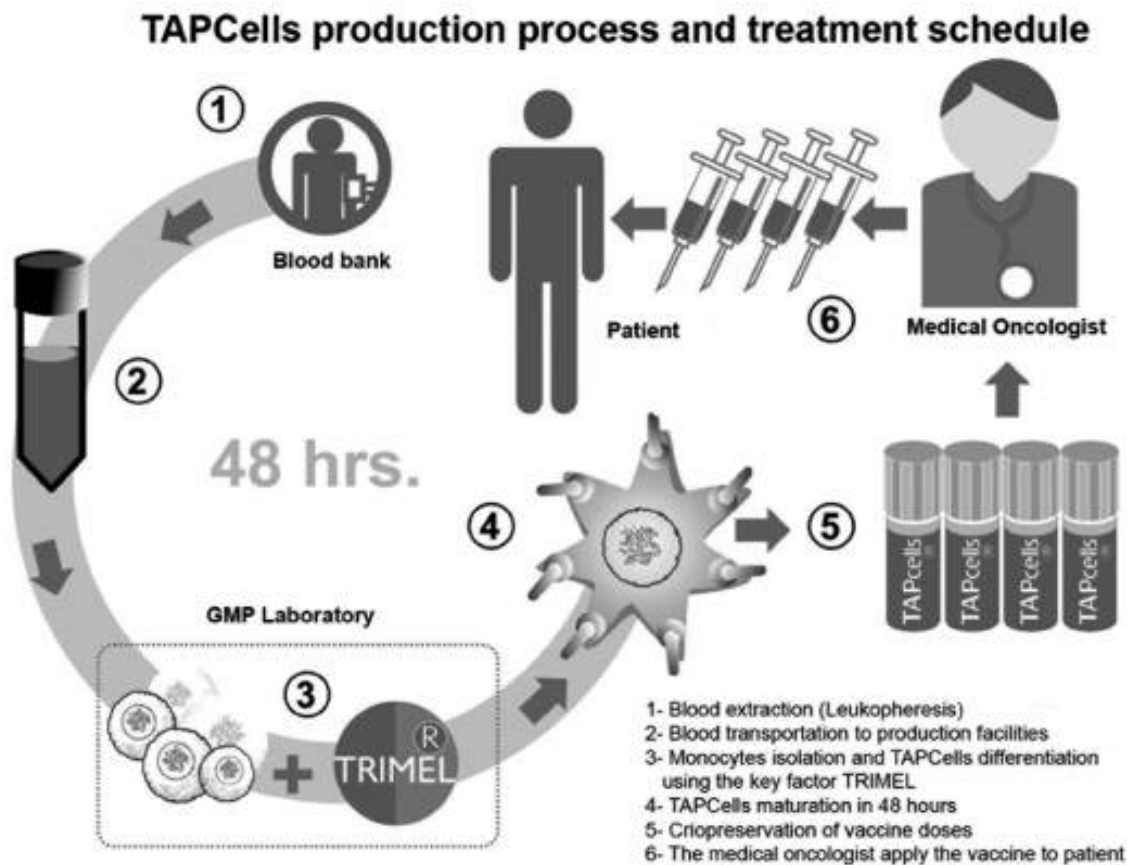 TAPCells production process and treatment schedule
1
Blood bank
2
48 hrs.
GMP Laboratory
3
TRIMEL
R
4
5
TAPcells®
TAPcells®
TAPcells®
TAPcells®
Medical Oncologist
6
Patient
1- Blood extraction (Leukopheresis)
2- Blood transportation to production facilities
3- Monocytes isolation and TAPCells differentiation
using the key factor TRIMEL
4- TAPCells maturation in 48 hours
5- Criopreservation of vaccine doses
6- The medical oncologist apply the vaccine to patient